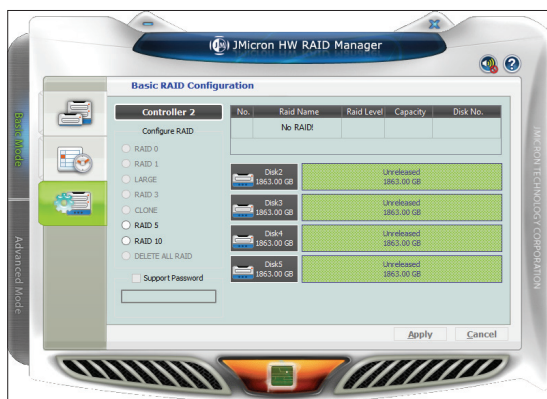 JMicron HW RAID Manager
Basic RAID Configuration
Basic Mode
Advanced Mode
Controller 2
Configure RAID
RAID 0
RAID 1
LARGE
RAID 3
CLONE
RAID 5
RAID 10
DELETE ALL RAID
Support Password
No. Raid Name Raid Level Capacity Disk No.
No RAID!
Disk2 Unreleased
1863.00 GB 1863.00 GB
Disk3 Unreleased
1863.00 GB 1863.00 GB
Disk4 Unreleased
1863.00 GB 1863.00 GB
Disk5 Unreleased
1863.00 GB 1863.00 GB
Apply Cancel
JMICRON TECHNOLOGY CORPORATION